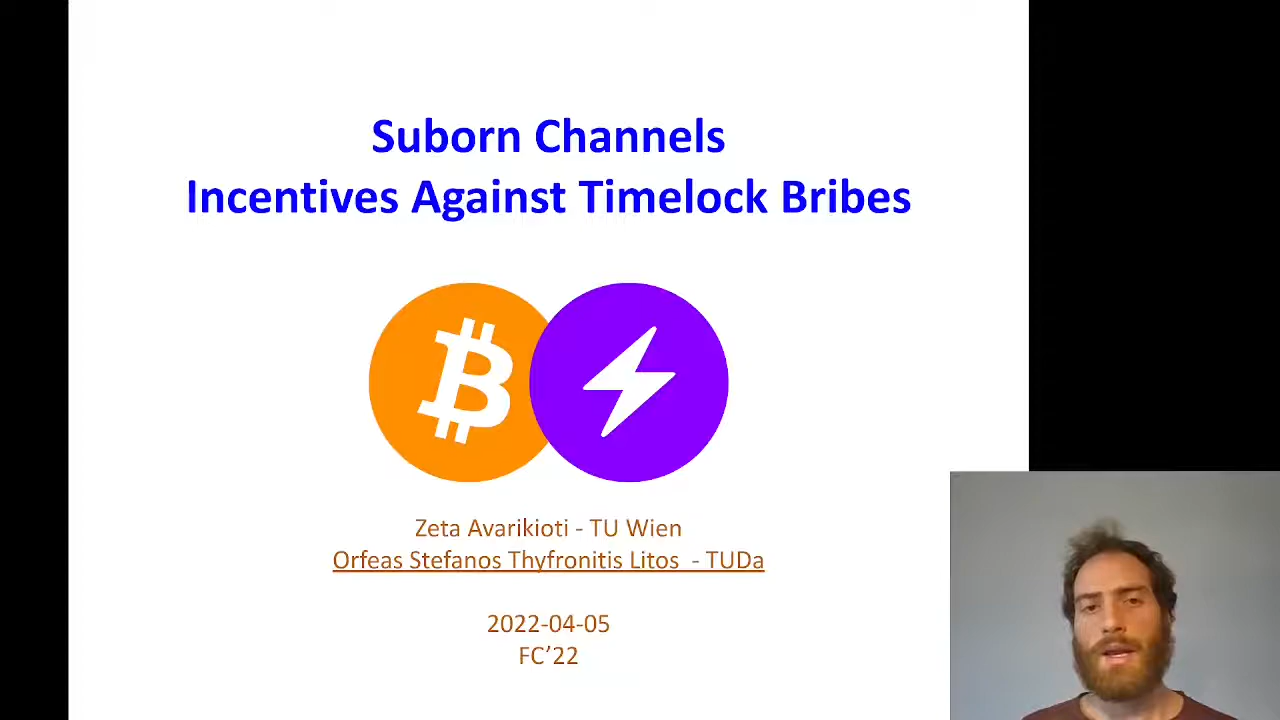 Suborn Channels
Incentives Against Timelock Bribes
Zeta Avarikioti - TU Wien
Orfeas Stefanos Thyfronitis Litos - TUDa
2022-04-05
FC’22